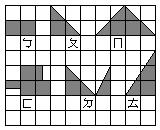 ㄅ ㄆ ㄇ
ㄈ ㄉ ㄊ